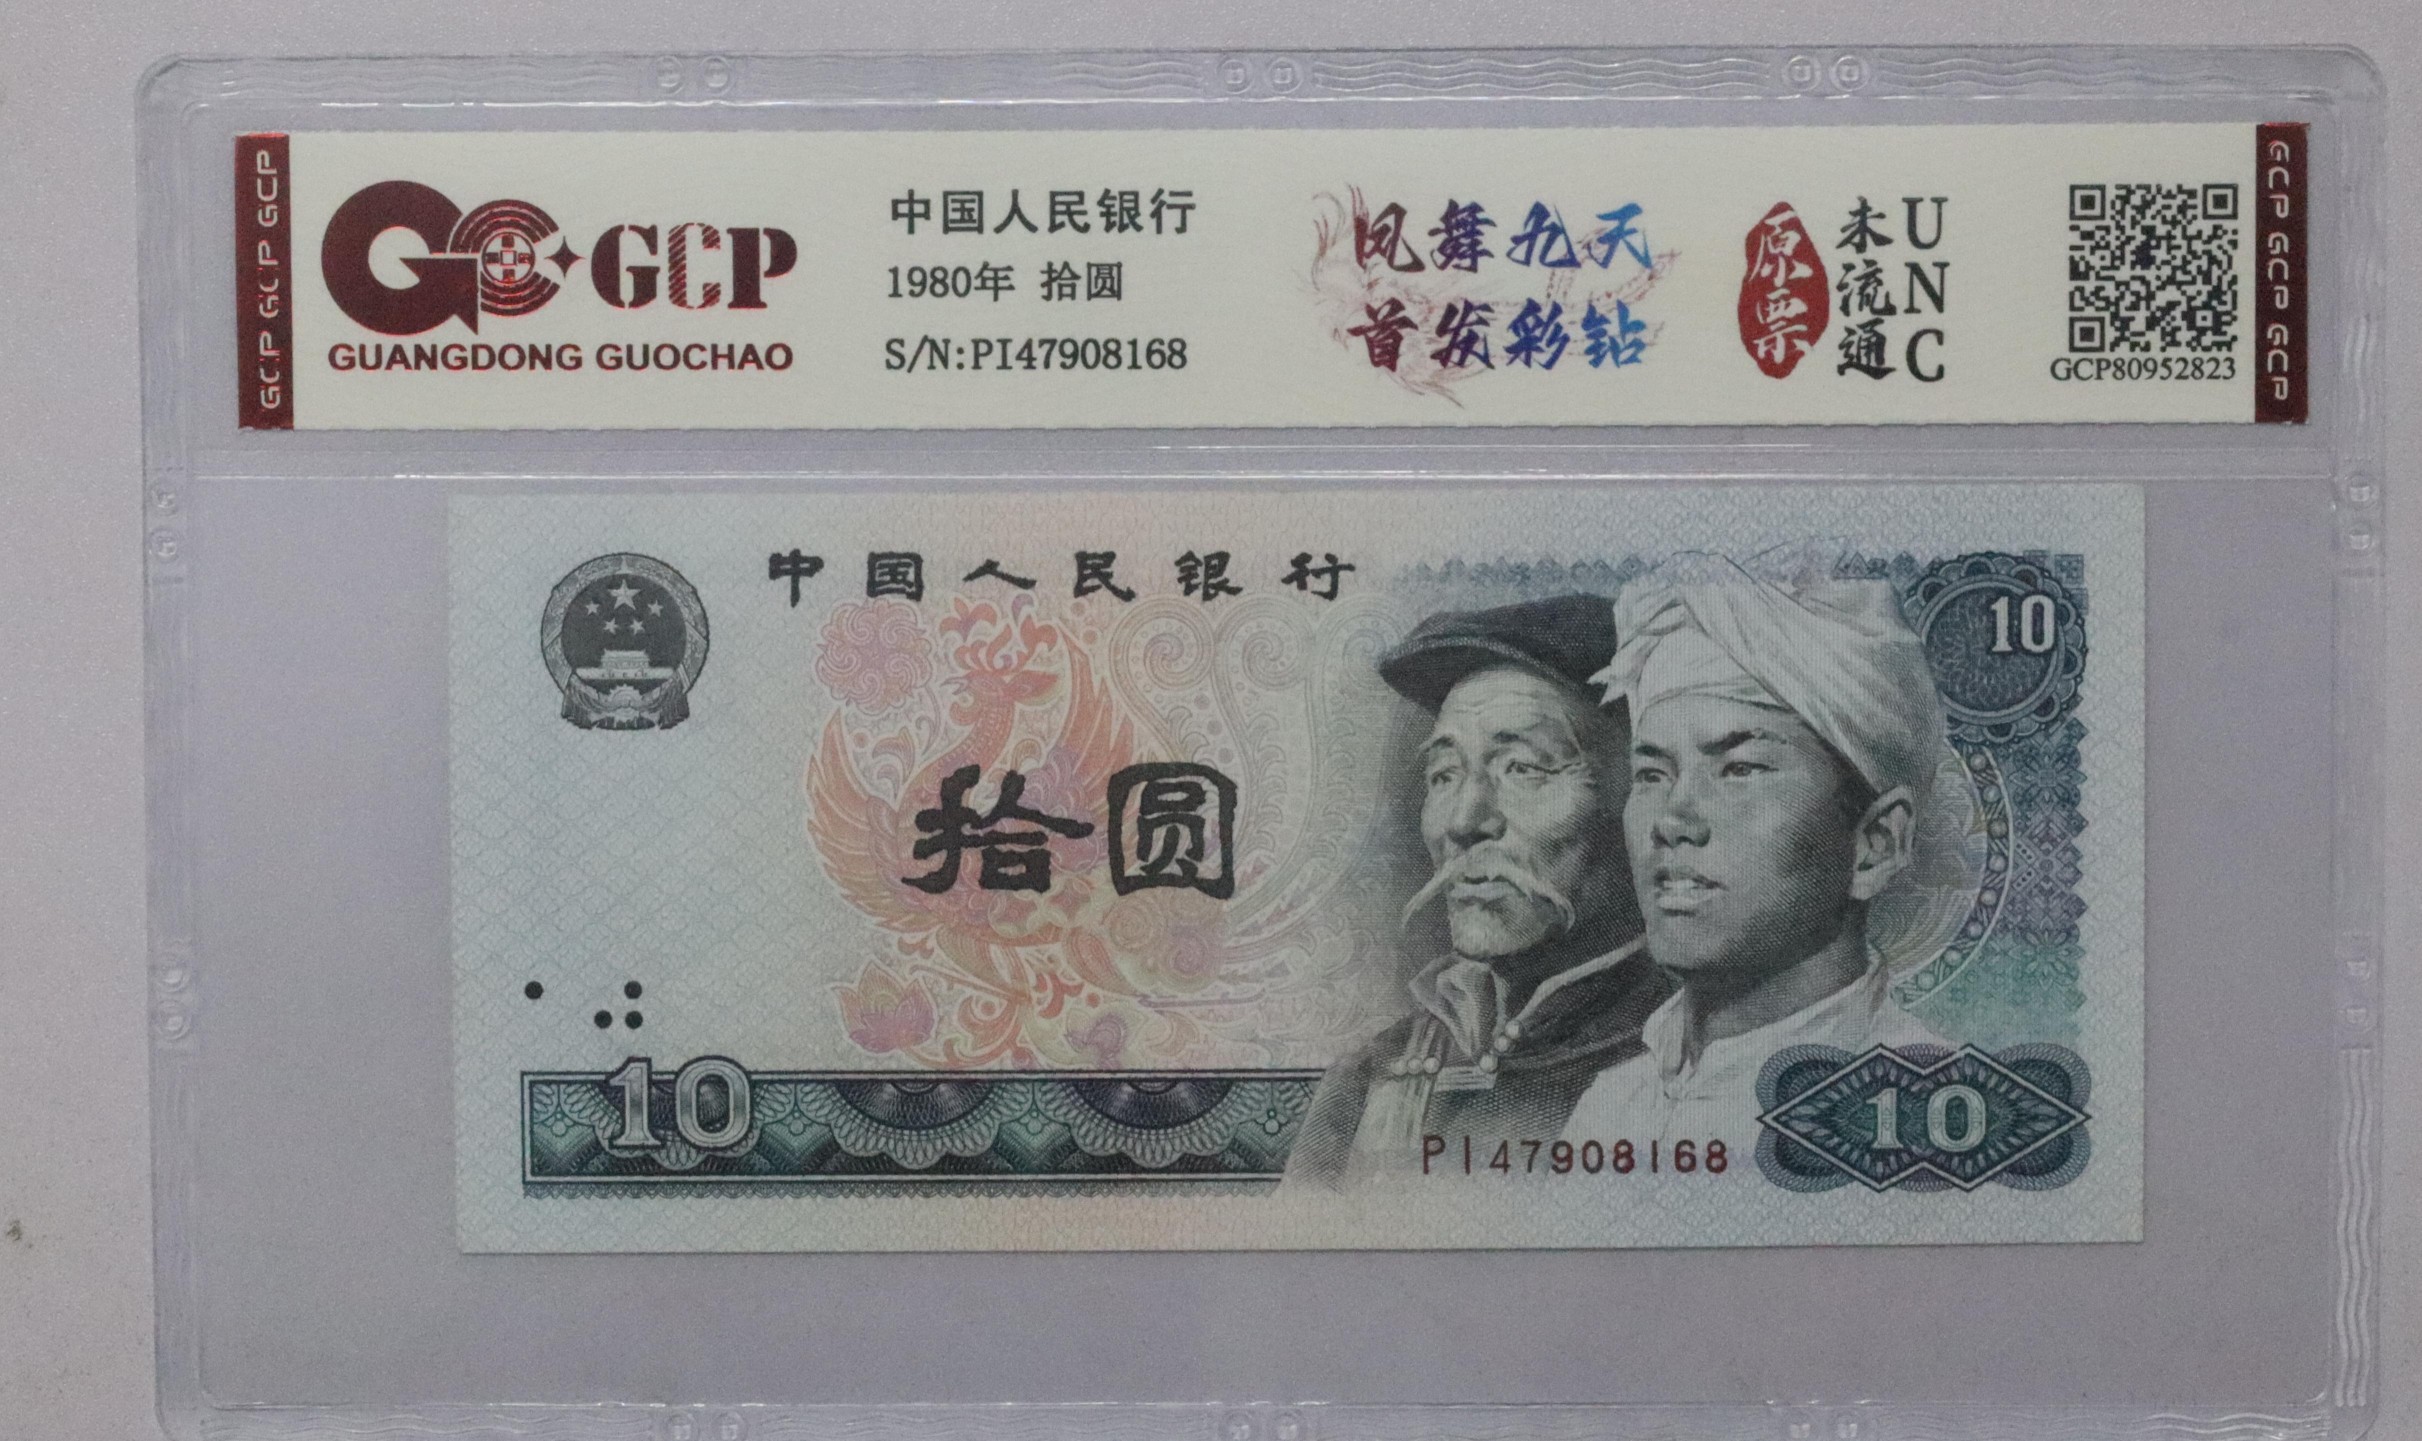 GCP GCP GCP
GCP
GUANGDONG GUOCHAO
中国人民银行
1980年 拾圆
S/N:PI47908168
凤舞九天
首发彩钻
原票
未流通
UNC
GCP80952823
GCP GCP GCP
中国人民银行
10
拾圆
10
PI47908168
10